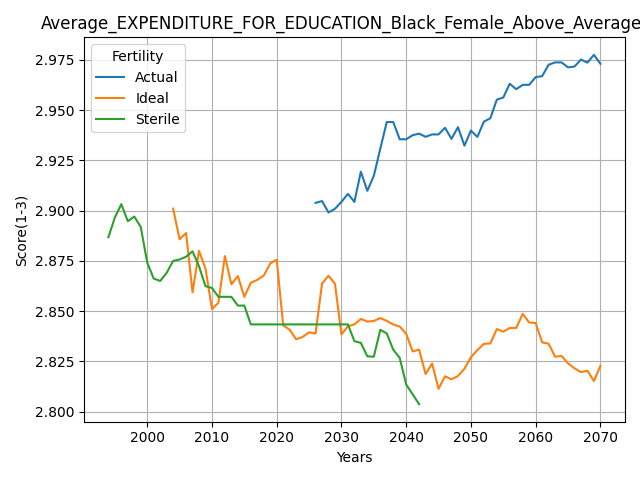 Average_EXPENDITURE_FOR_EDUCATION_Black_Female_Above_Average
Fertility
Actual
Ideal
Sterile
Score(1-3)
2.975
2.950
2.925
2.900
2.875
2.850
2.825
2.800
2000 2010 2020 2030 2040 2050 2060 2070
Years